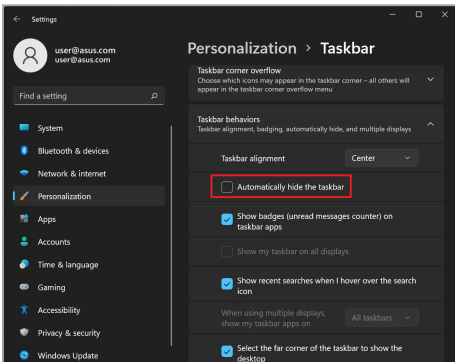 Settings
user@asus.com
user@asus.com
Find a setting
System
Bluetooth & devices
Network & internet
Personalization
Apps
Accounts
Time & language
Gaming
Accessibility
Privacy & security
Windows Update
Personalization > Taskbar
Taskbar corner overflow
Choose which icons may appear in the taskbar corner – all others will
appear in the taskbar corner overflow menu
Taskbar behaviors
Taskbar alignment, badging, automatically hide, and multiple displays
Taskbar alignment
Center
Automatically hide the taskbar
Show badges (unread messages counter) on
taskbar apps
Show my taskbar on all displays
Show recent searches when I hover over the search
icon
When using multiple displays,
show my taskbar apps on
All taskbars
Select the far corner of the taskbar to show the
desktop